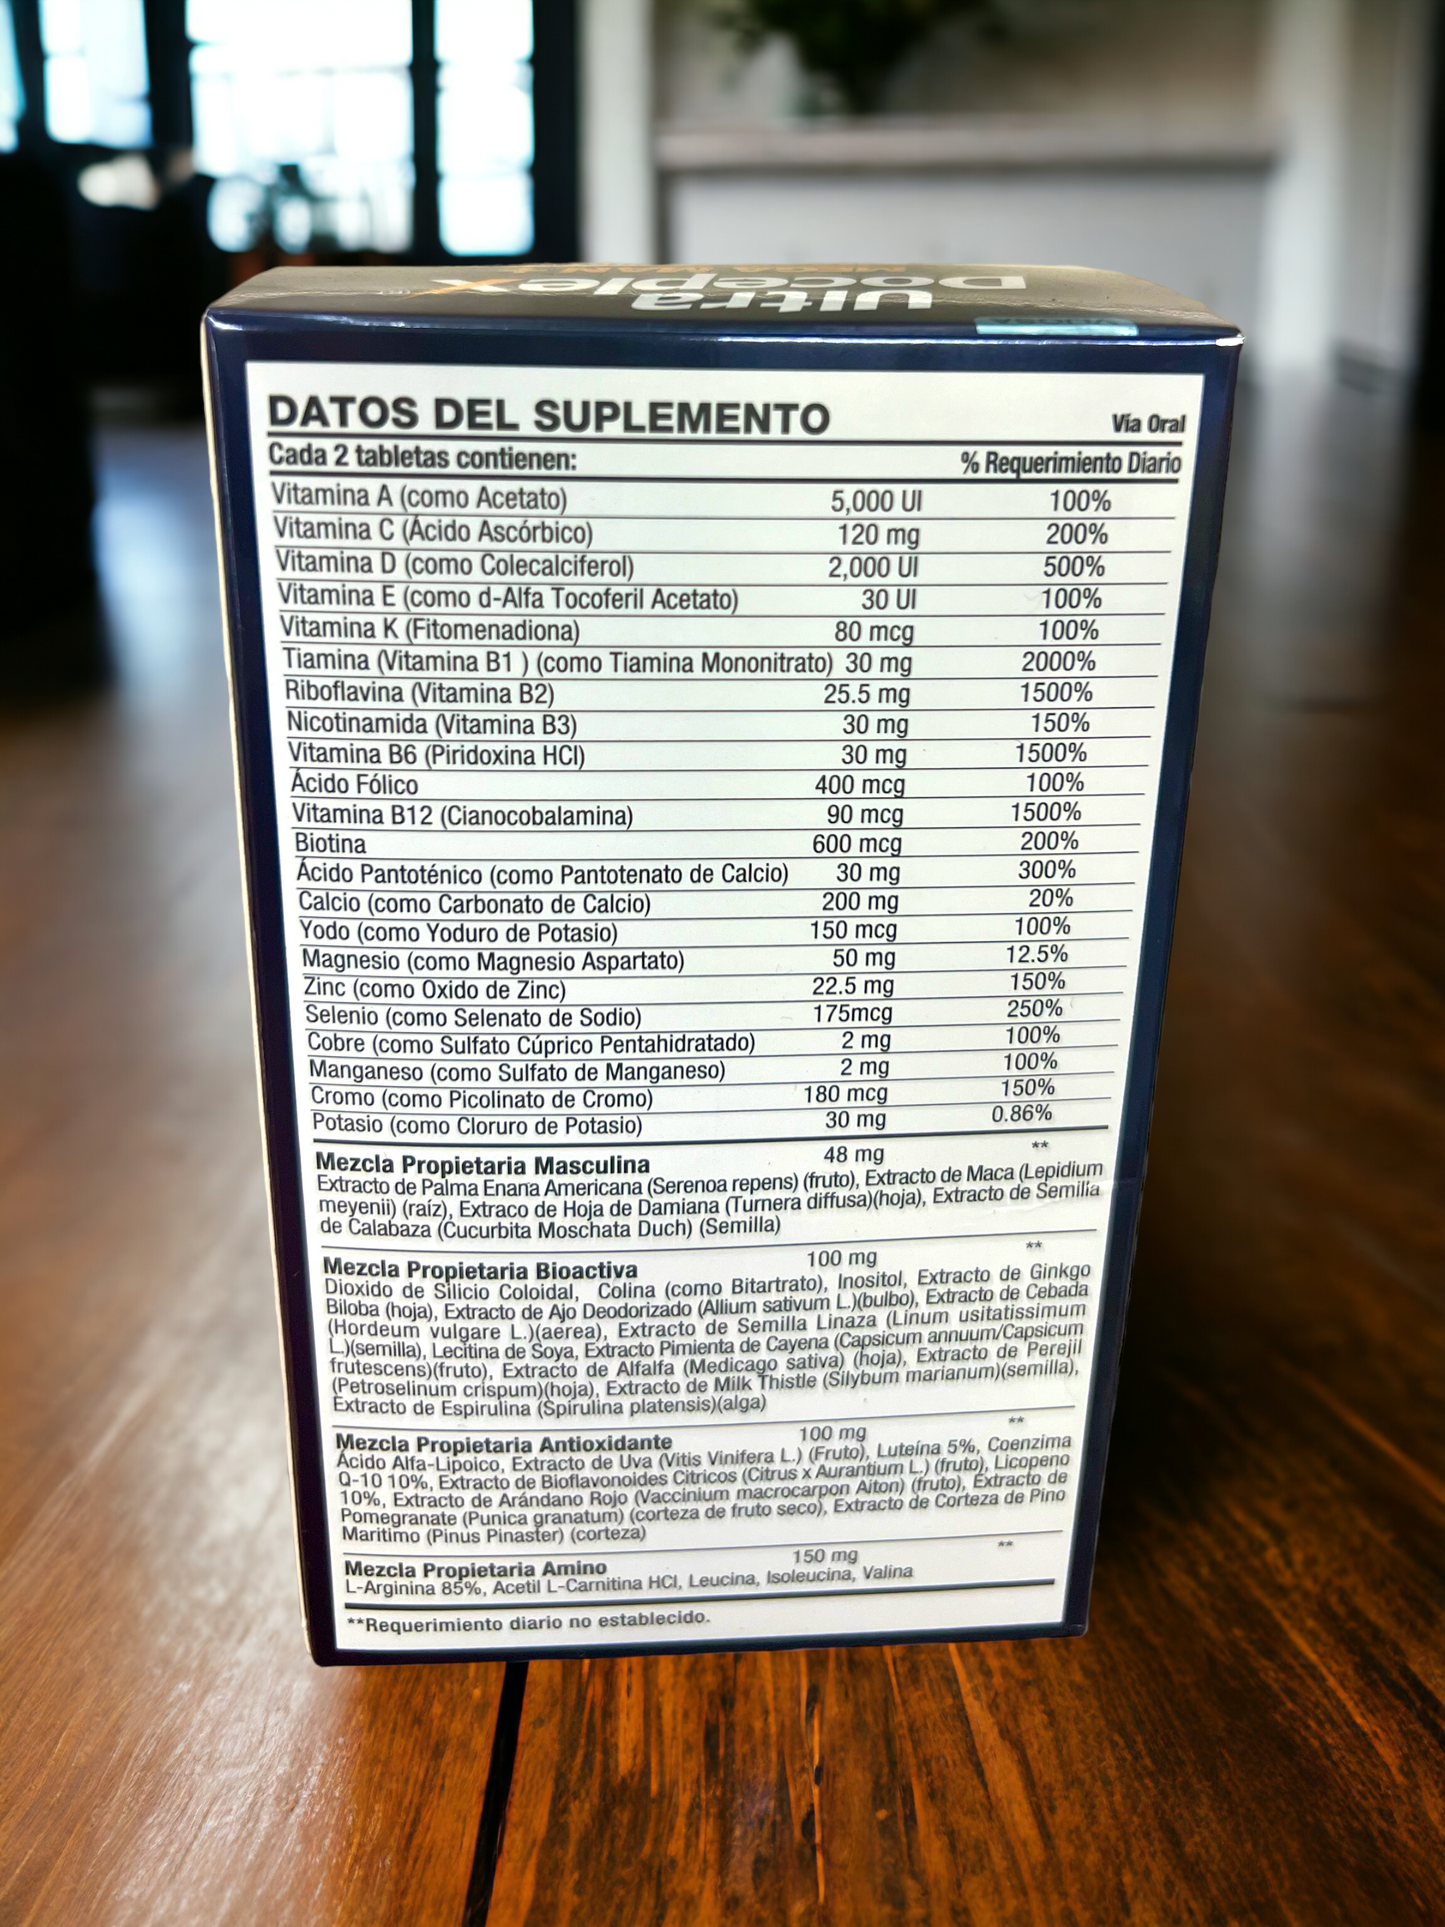 Ultra
Doceplex
DATOS DEL SUPLEMENTO Vía Oral
Cada 2 tabletas contienen: % Requerimiento Diario
Vitamina A (como Acetato) 5,000 UI 100%
Vitamina C (Ácido Ascórbico) 120 mg 200%
Vitamina D (como Colecalciferol) 2,000 UI 500%
Vitamina E (como d-Alfa Tocoferil Acetato) 30 UI 100%
Vitamina K (Fitomenadiona) 80 mcg 100%
Tiamina (Vitamina B1 ) (como Tiamina Mononitrato) 30 mg 2000%
Riboflavina (Vitamina B2) 25.5 mg 1500%
Nicotinamida (Vitamina B3) 30 mg 150%
Vitamina B6 (Piridoxina HCl) 30 mg 1500%
Ácido Fólico 400 mcg 100%
Vitamina B12 (Cianocobalamina) 90 mcg 1500%
Biotina 600 mcg 200%
Ácido Pantoténico (como Pantotenato de Calcio) 30 mg 300%
Calcio (como Carbonato de Calcio) 200 mg 20%
Yodo (como Yoduro de Potasio) 150 mcg 100%
Magnesio (como Magnesio Aspartato) 50 mg 12.5%
Zinc (como Oxido de Zinc) 22.5 mg 150%
Selenio (como Selenato de Sodio) 175mcg 250%
Cobre (como Sulfato Cúprico Pentahidratado) 2 mg 100%
Manganeso (como Sulfato de Manganeso) 2 mg 100%
Cromo (como Picolinato de Cromo) 180 mcg 150%
Potasio (como Cloruro de Potasio) 30 mg 0.86%
Mezcla Propietaria Masculina 48 mg **
Extracto de Palma Enana Americana (Serenoa repens) (fruto), Extracto de Maca (Lepidium
meyenii) (raíz), Extraco de Hoja de Damiana (Turnera diffusa)(hoja), Extracto de Semilla
de Calabaza (Cucurbita Moschata Duch) (Semilla)
Mezcla Propietaria Bioactiva 100 mg **
Dioxido de Silicio Coloidal, Colina (como Bitartrato), Inositol, Extracto de Ginkgo
Biloba (hoja), Extracto de Ajo Deodorizado (Allium sativum L.)(bulbo), Extracto de Cebada
(Hordeum vulgare L.)(aerea), Extracto de Semilla Linaza (Linum usitatissimum
L.)(semilla), Lecitina de Soya, Extracto Pimienta de Cayena (Capsicum annuum/Capsicum
frutescens)(fruto), Extracto de Alfalfa (Medicago sativa) (hoja), Extracto de Perejil
(Petroselinum crispum)(hoja), Extracto de Milk Thistle (Silybum marianum)(semilla),
Extracto de Espirulina (Spirulina platensis)(alga)
Mezcla Propietaria Antioxidante 100 mg **
Ácido Alfa-Lipoico, Extracto de Uva (Vitis Vinifera L.) (Fruto), Luteína 5%, Coenzima
Q-10 10%, Extracto de Bioflavonoides Citricos (Citrus x Aurantium L.) (fruto), Licopeno
10%, Extracto de Arándano Rojo (Vaccinium macrocarpon Aiton) (fruto), Extracto de
Pomegranate (Punica granatum) (corteza de fruto seco), Extracto de Corteza de Pino
Maritimo (Pinus Pinaster) (corteza)
Mezcla Propietaria Amino 150 mg **
L-Arginina 85%, Acetil L-Carnitina HCl, Leucina, Isoleucina, Valina
**Requerimiento diario no establecido.